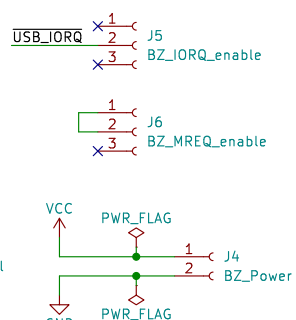 1
USB_IORQ 2 J5
3 BZ_IORQ_enable
1
2 J6
3 BZ_MREQ_enable
VCC PWR_FLAG
1 J4
2 BZ_Power
PWR_FLAG